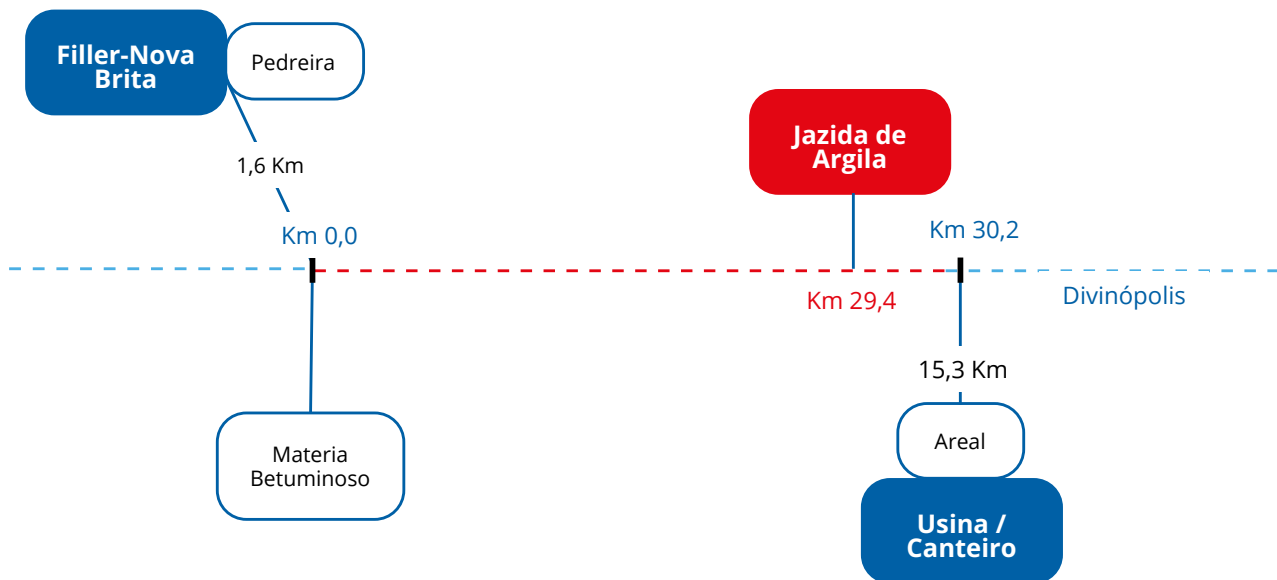 Filler-Nova
Brita
Pedreira
1,6 Km
Km 0,0
Jazida de
Argila
Km 30,2
Km 29,4
Divinópolis
15,3 Km
Areal
Materia
Betuminoso
Usina /
Canteiro